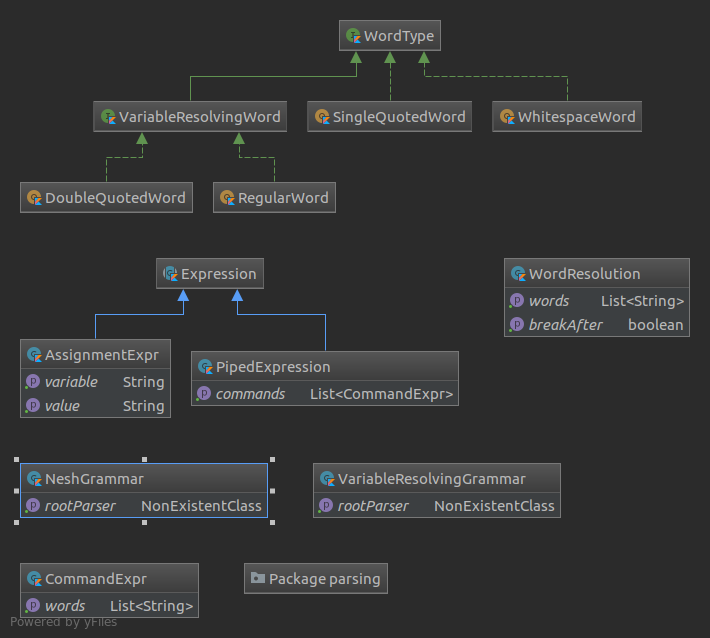 WordType
VariableResolvingWord
SingleQuotedWord
WhitespaceWord
DoubleQuotedWord
RegularWord
Expression
WordResolution
words List<String>
breakAfter boolean
AssignmentExpr
variable String
value String
PipedExpression
commands List<CommandExpr>
NeshGrammar
rootParser NonExistentClass
VariableResolvingGrammar
rootParser NonExistentClass
CommandExpr
words List<String>
Package parsing
Powered by yFiles